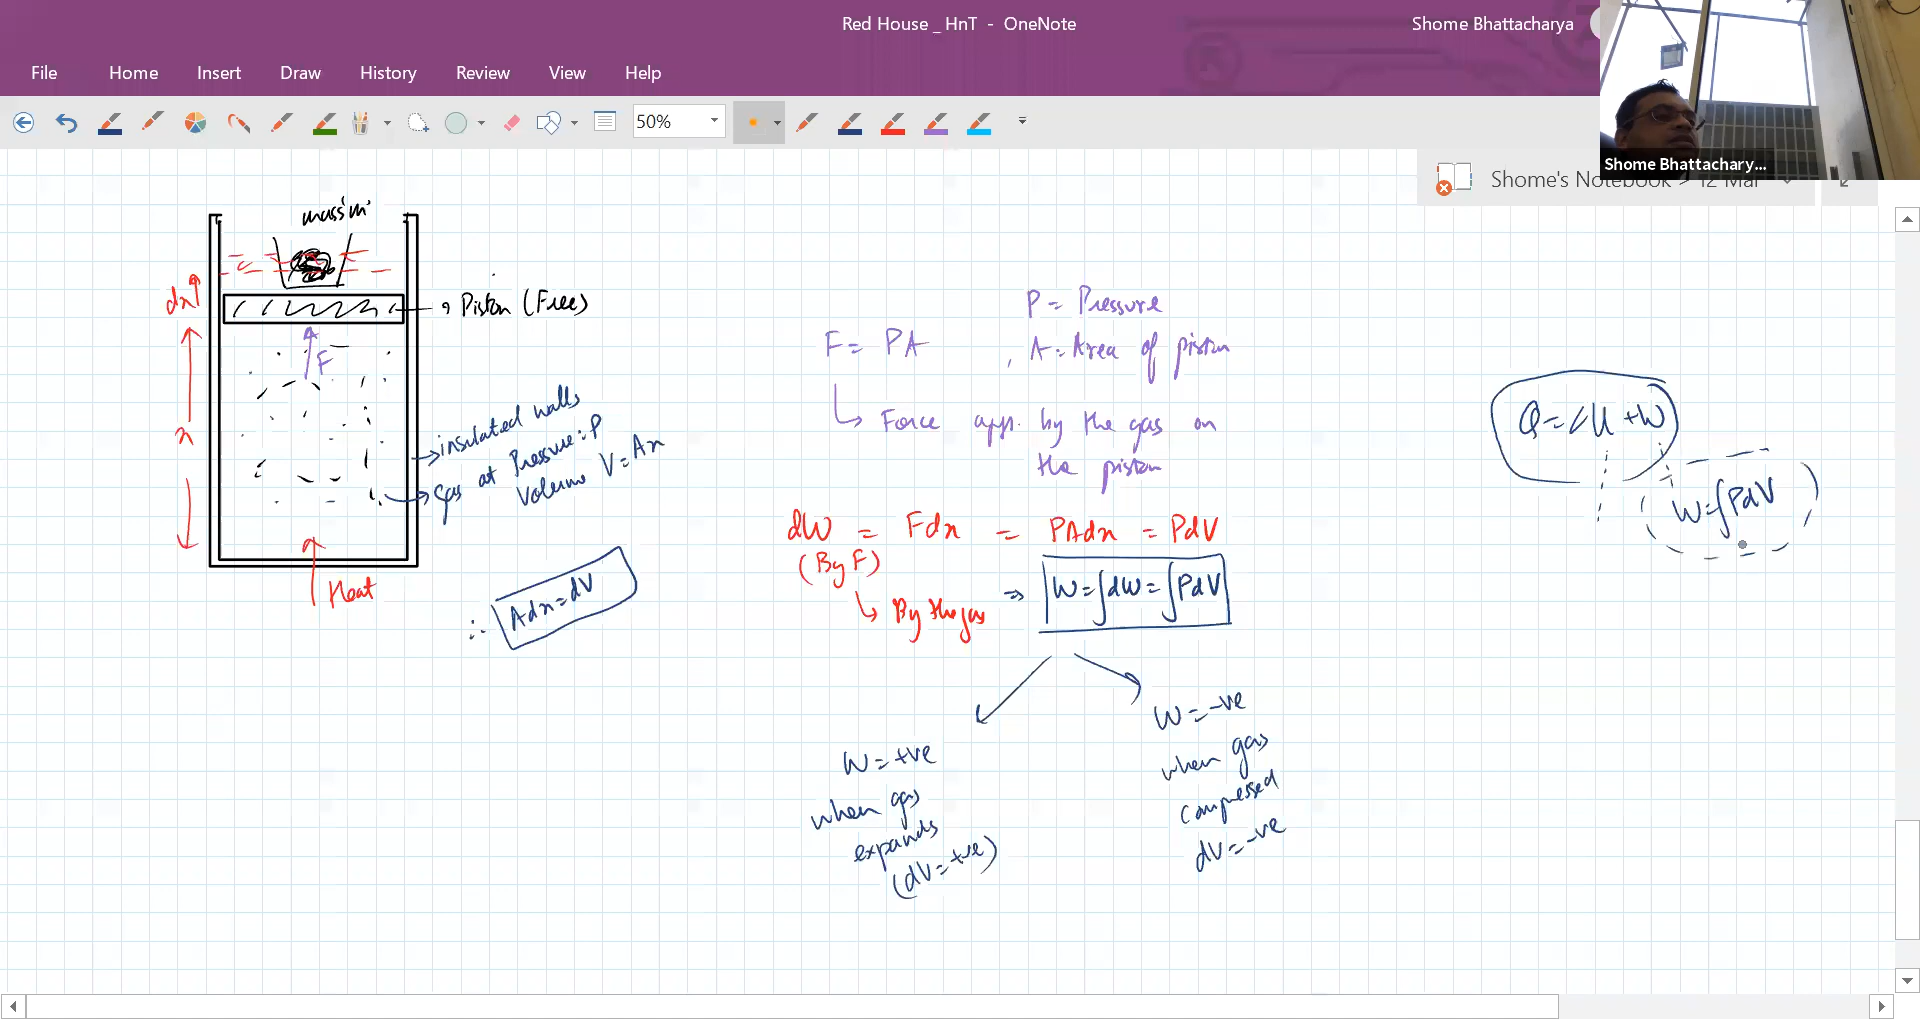 Red House _ HnT - OneNote
Shome Bhattacharya
File Home Insert Draw History Review View Help
50%
Shome Bhattachary...
Shome's Notebook > 12 Mar
mass 'm'
dx
Piston (Free)
F
x
insulated walls
Gas at Pressure: P
Volume V = Ax
Heat
∴ Adx = dV
P = Pressure
F = PA , A = Area of piston
Force app. by the gas on
the piston
dW = Fdx = PAdx = PdV
(By F)
By the gas ⇒ W = ∫dW = ∫PdV
W = +ve
when gas
expands
(dV = +ve)
W = -ve
when gas
compressed
dV = -ve
Q = ΔU + W
W = ∫PdV